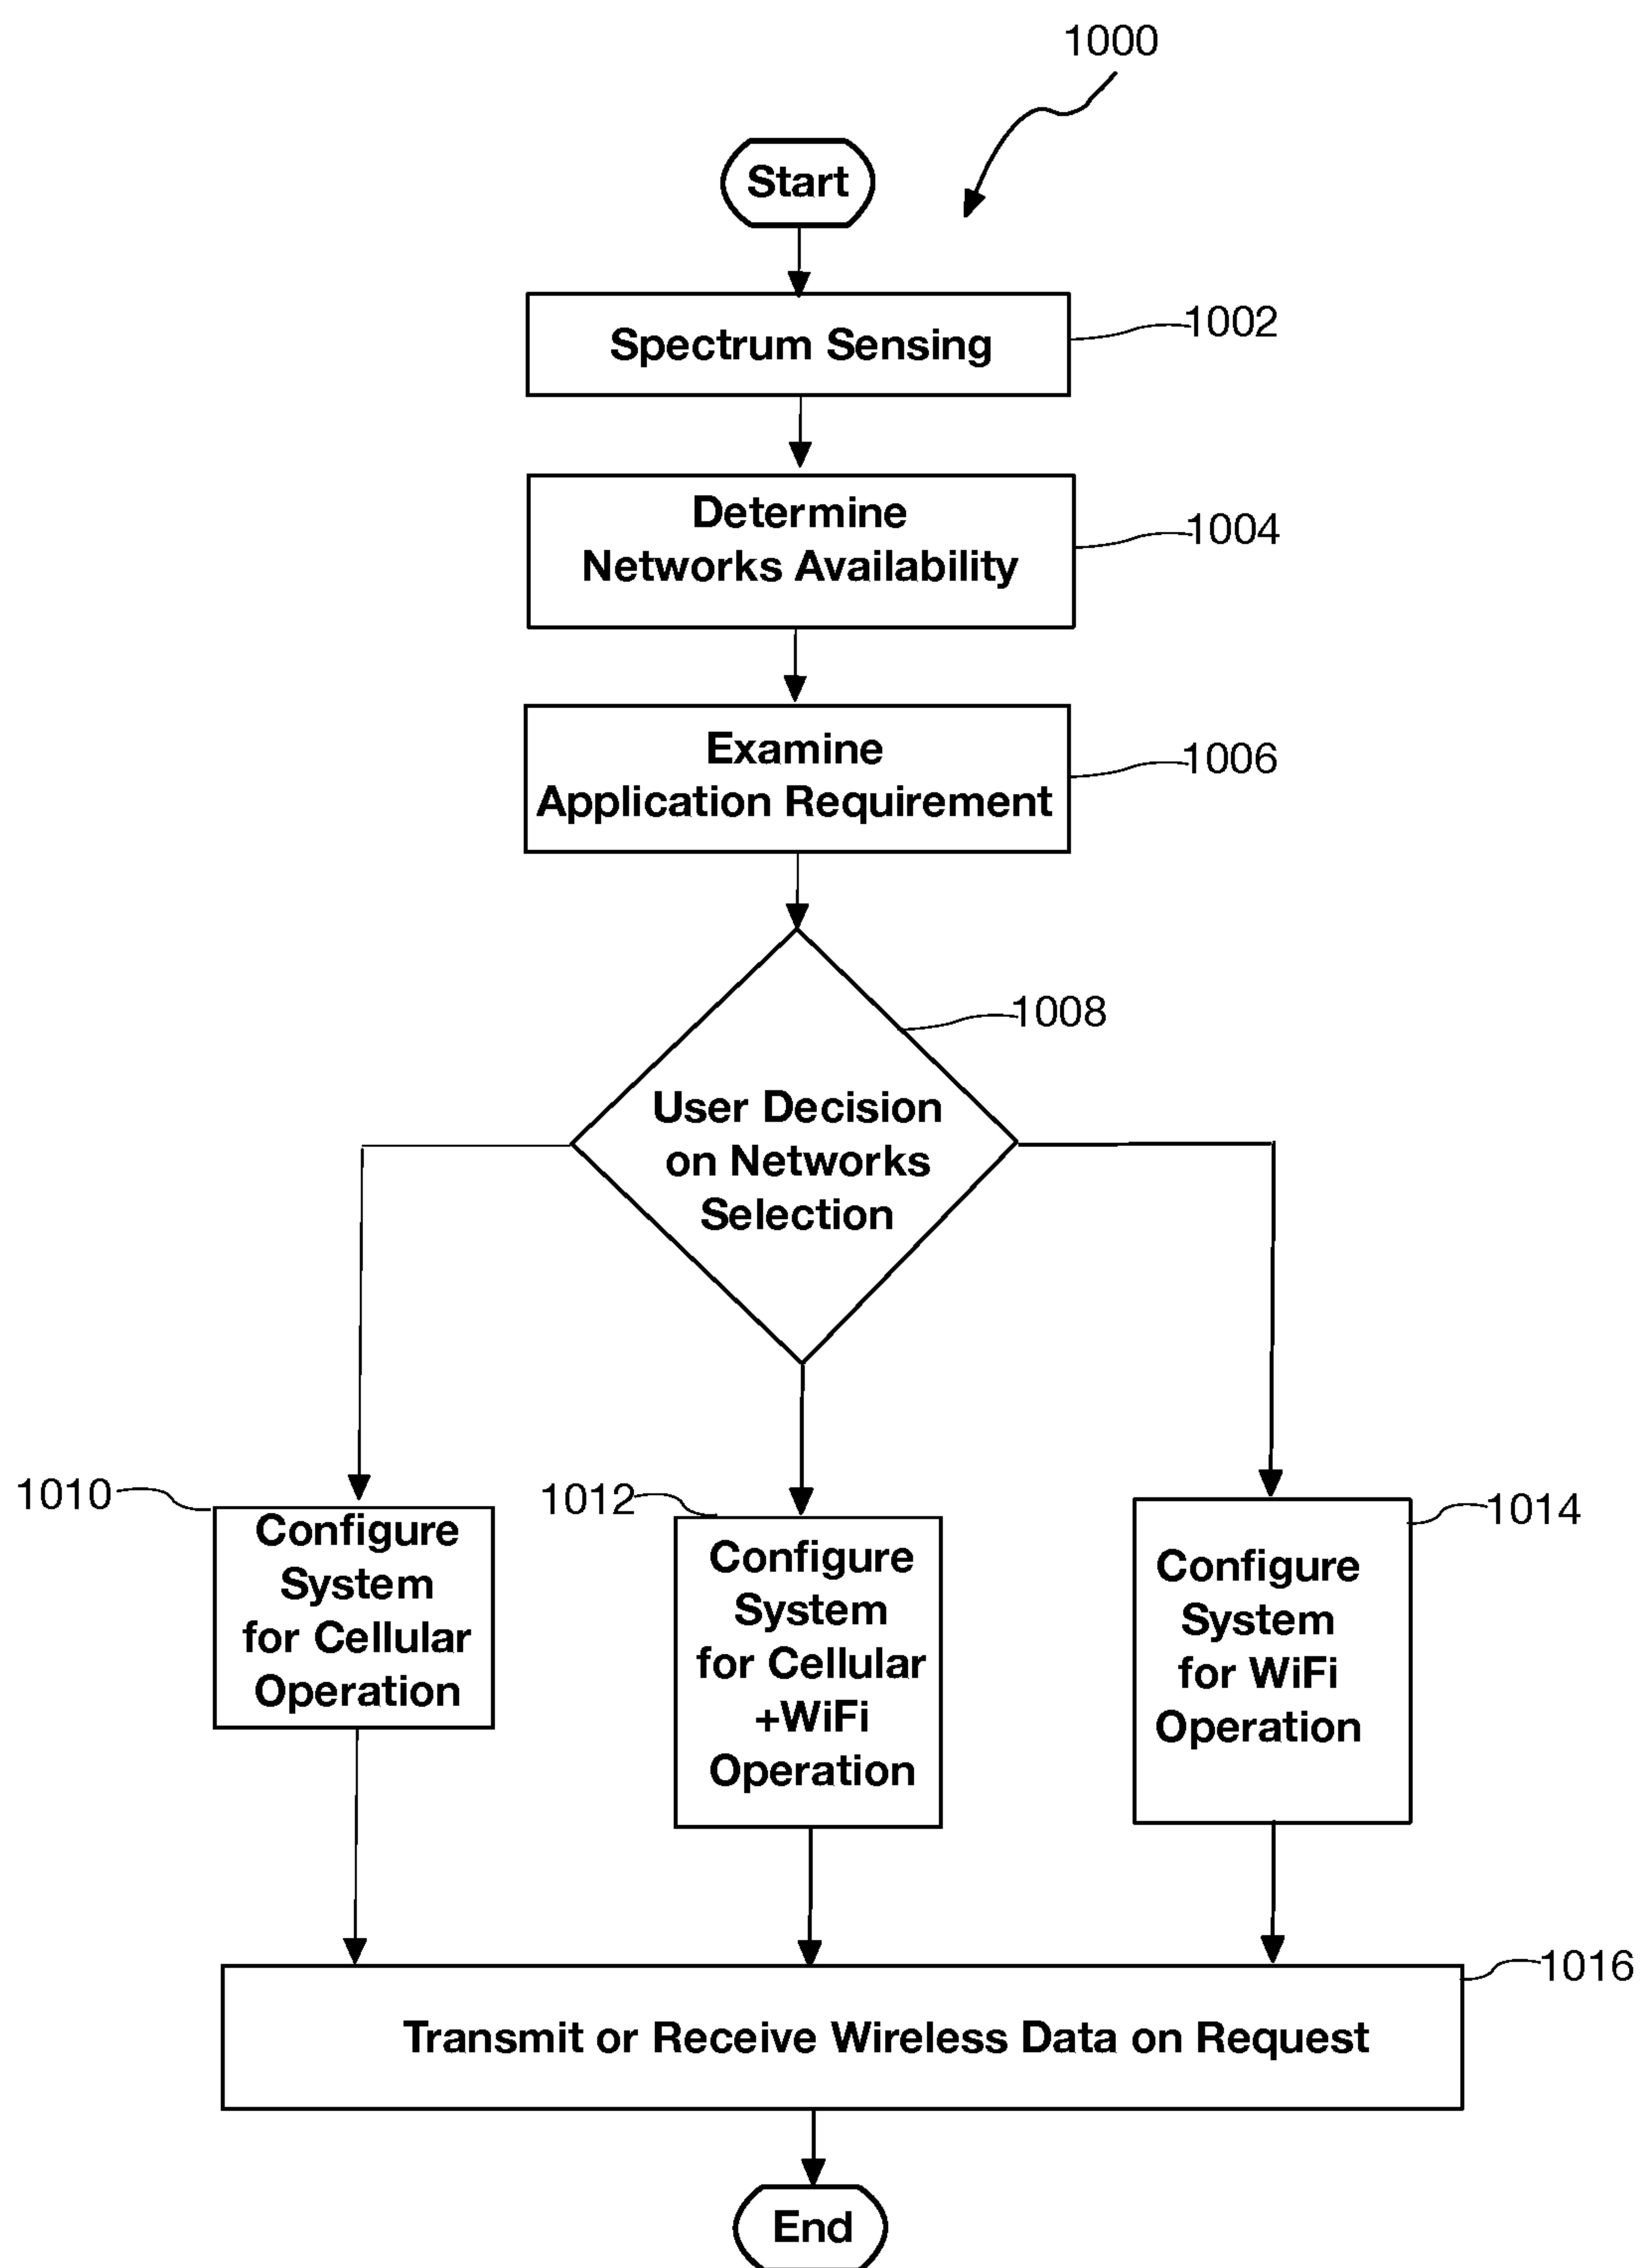 1000
Start
Spectrum Sensing
1002
Determine
Networks Availability
1004
Examine
Application Requirement
1006
1008
User Decision
on Networks
Selection
1010
Configure
System
for Cellular
Operation
1012
Configure
System
for Cellular
+WiFi
Operation
1014
Configure
System
for WiFi
Operation
1016
Transmit or Receive Wireless Data on Request
End